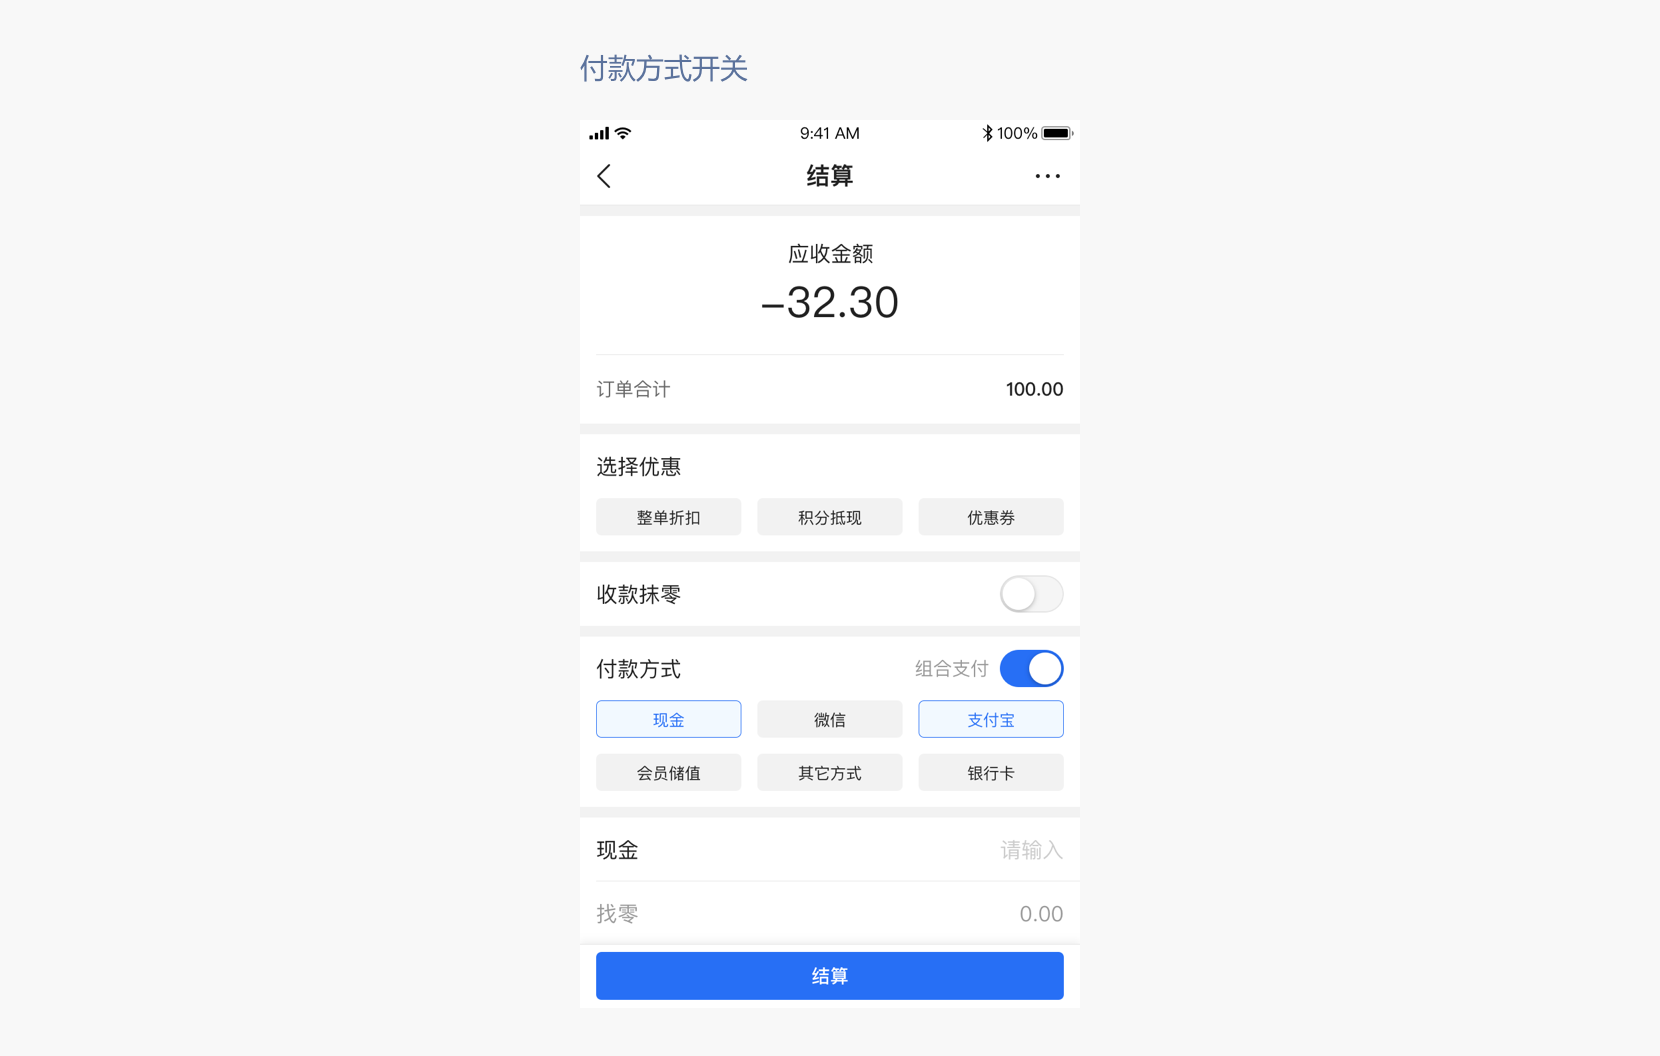 付款方式开关
9:41 AM
100%
结算
应收金额
-32.30
订单合计 100.00
选择优惠
整单折扣 积分抵现 优惠券
收款抹零
付款方式 组合支付
现金 微信 支付宝
会员储值 其它方式 银行卡
现金 请输入
找零 0.00
结算